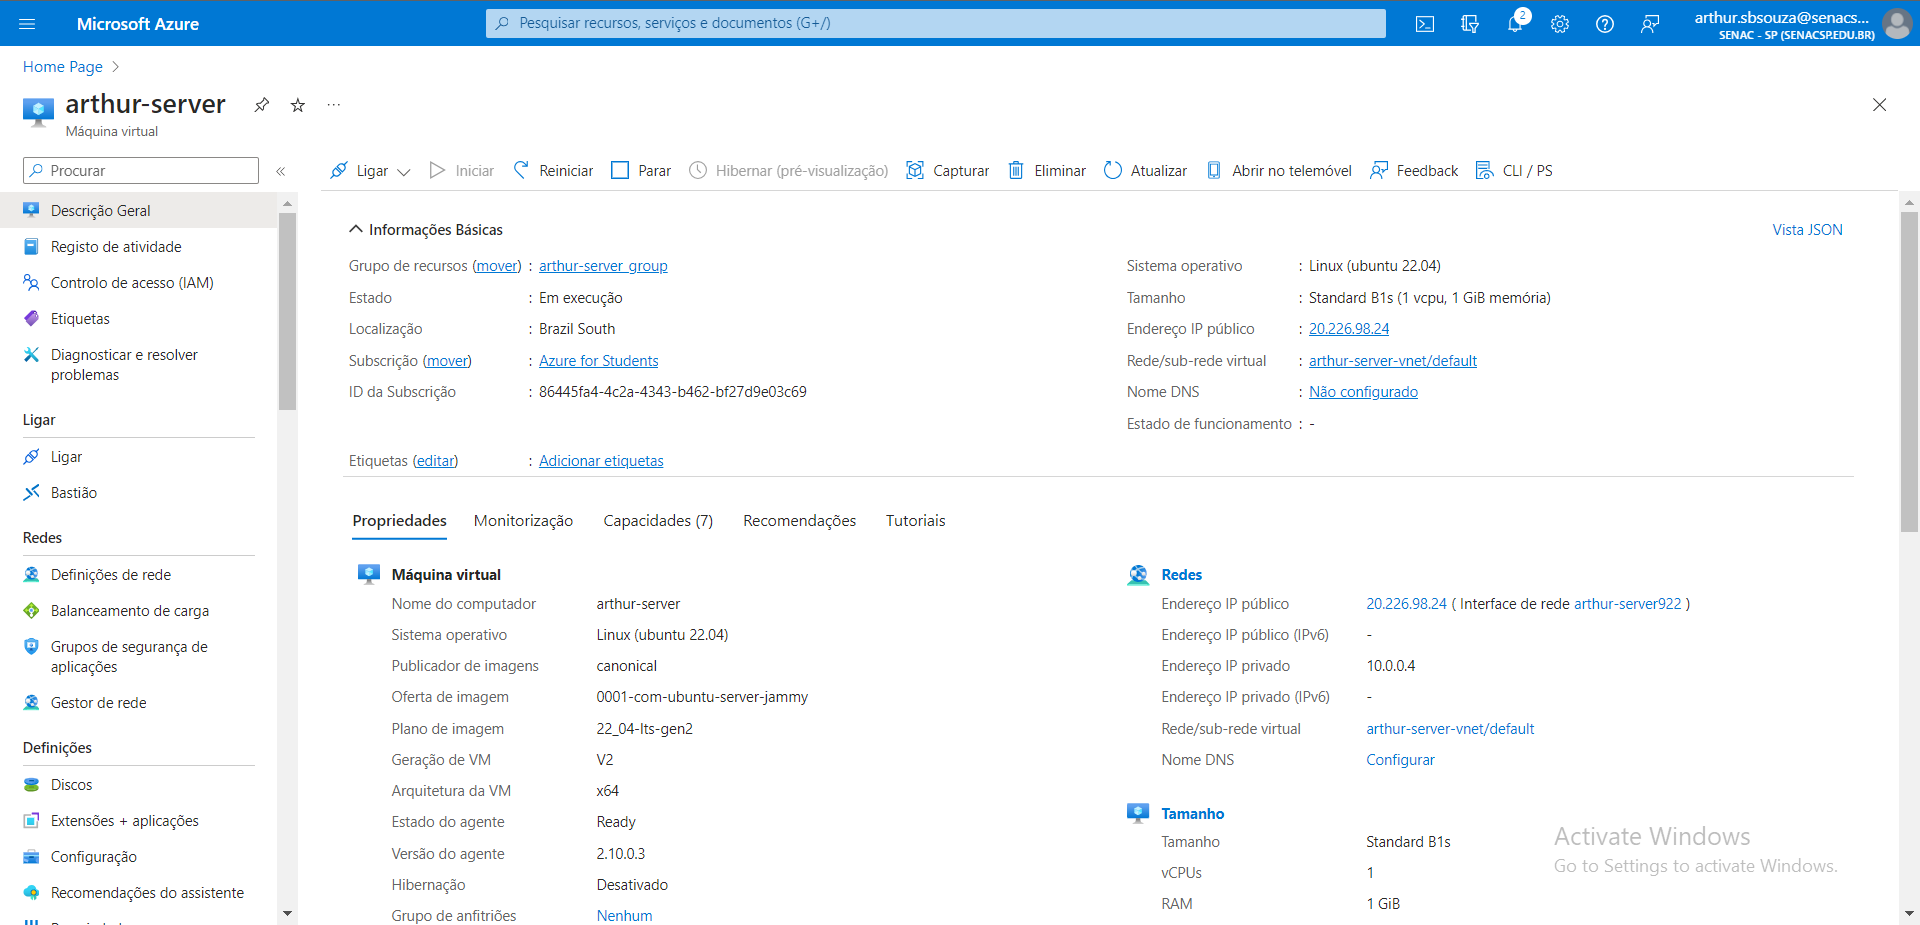 Microsoft Azure
Pesquisar recursos, serviços e documentos (G+/)
2
arthur.sbsouza@senacs...
SENAC - SP (SENACSP.EDU.BR)
Home Page
arthur-server
Máquina virtual
Procurar
Ligar
Iniciar
Reiniciar
Parar
Hibernar (pré-visualização)
Capturar
Eliminar
Atualizar
Abrir no telemóvel
Feedback
CLI / PS
Descrição Geral
Registo de atividade
Controlo de acesso (IAM)
Etiquetas
Diagnosticar e resolver
problemas
Ligar
Ligar
Bastião
Redes
Definições de rede
Balanceamento de carga
Grupos de segurança de
aplicações
Gestor de rede
Definições
Discos
Extensões + aplicações
Configuração
Recomendações do assistente
Informações Básicas
Vista JSON
Grupo de recursos (mover) : arthur-server_group
Estado : Em execução
Localização : Brazil South
Subscrição (mover) : Azure for Students
ID da Subscrição : 86445fa4-4c2a-4343-b462-bf27d9e03c69
Sistema operativo : Linux (ubuntu 22.04)
Tamanho : Standard B1s (1 vcpu, 1 GiB memória)
Endereço IP público : 20.226.98.24
Rede/sub-rede virtual : arthur-server-vnet/default
Nome DNS : Não configurado
Estado de funcionamento : -
Etiquetas (editar) : Adicionar etiquetas
Propriedades
Monitorização
Capacidades (7)
Recomendações
Tutoriais
Máquina virtual
Nome do computador arthur-server
Sistema operativo Linux (ubuntu 22.04)
Publicador de imagens canonical
Oferta de imagem 0001-com-ubuntu-server-jammy
Plano de imagem 22_04-lts-gen2
Geração de VM V2
Arquitetura da VM x64
Estado do agente Ready
Versão do agente 2.10.0.3
Hibernação Desativado
Grupo de anfitriões Nenhum
Redes
Endereço IP público 20.226.98.24 ( Interface de rede arthur-server922 )
Endereço IP público (IPv6) -
Endereço IP privado 10.0.0.4
Endereço IP privado (IPv6) -
Rede/sub-rede virtual arthur-server-vnet/default
Nome DNS Configurar
Tamanho
Tamanho Standard B1s
vCPUs 1
RAM 1 GiB
Activate Windows
Go to Settings to activate Windows.